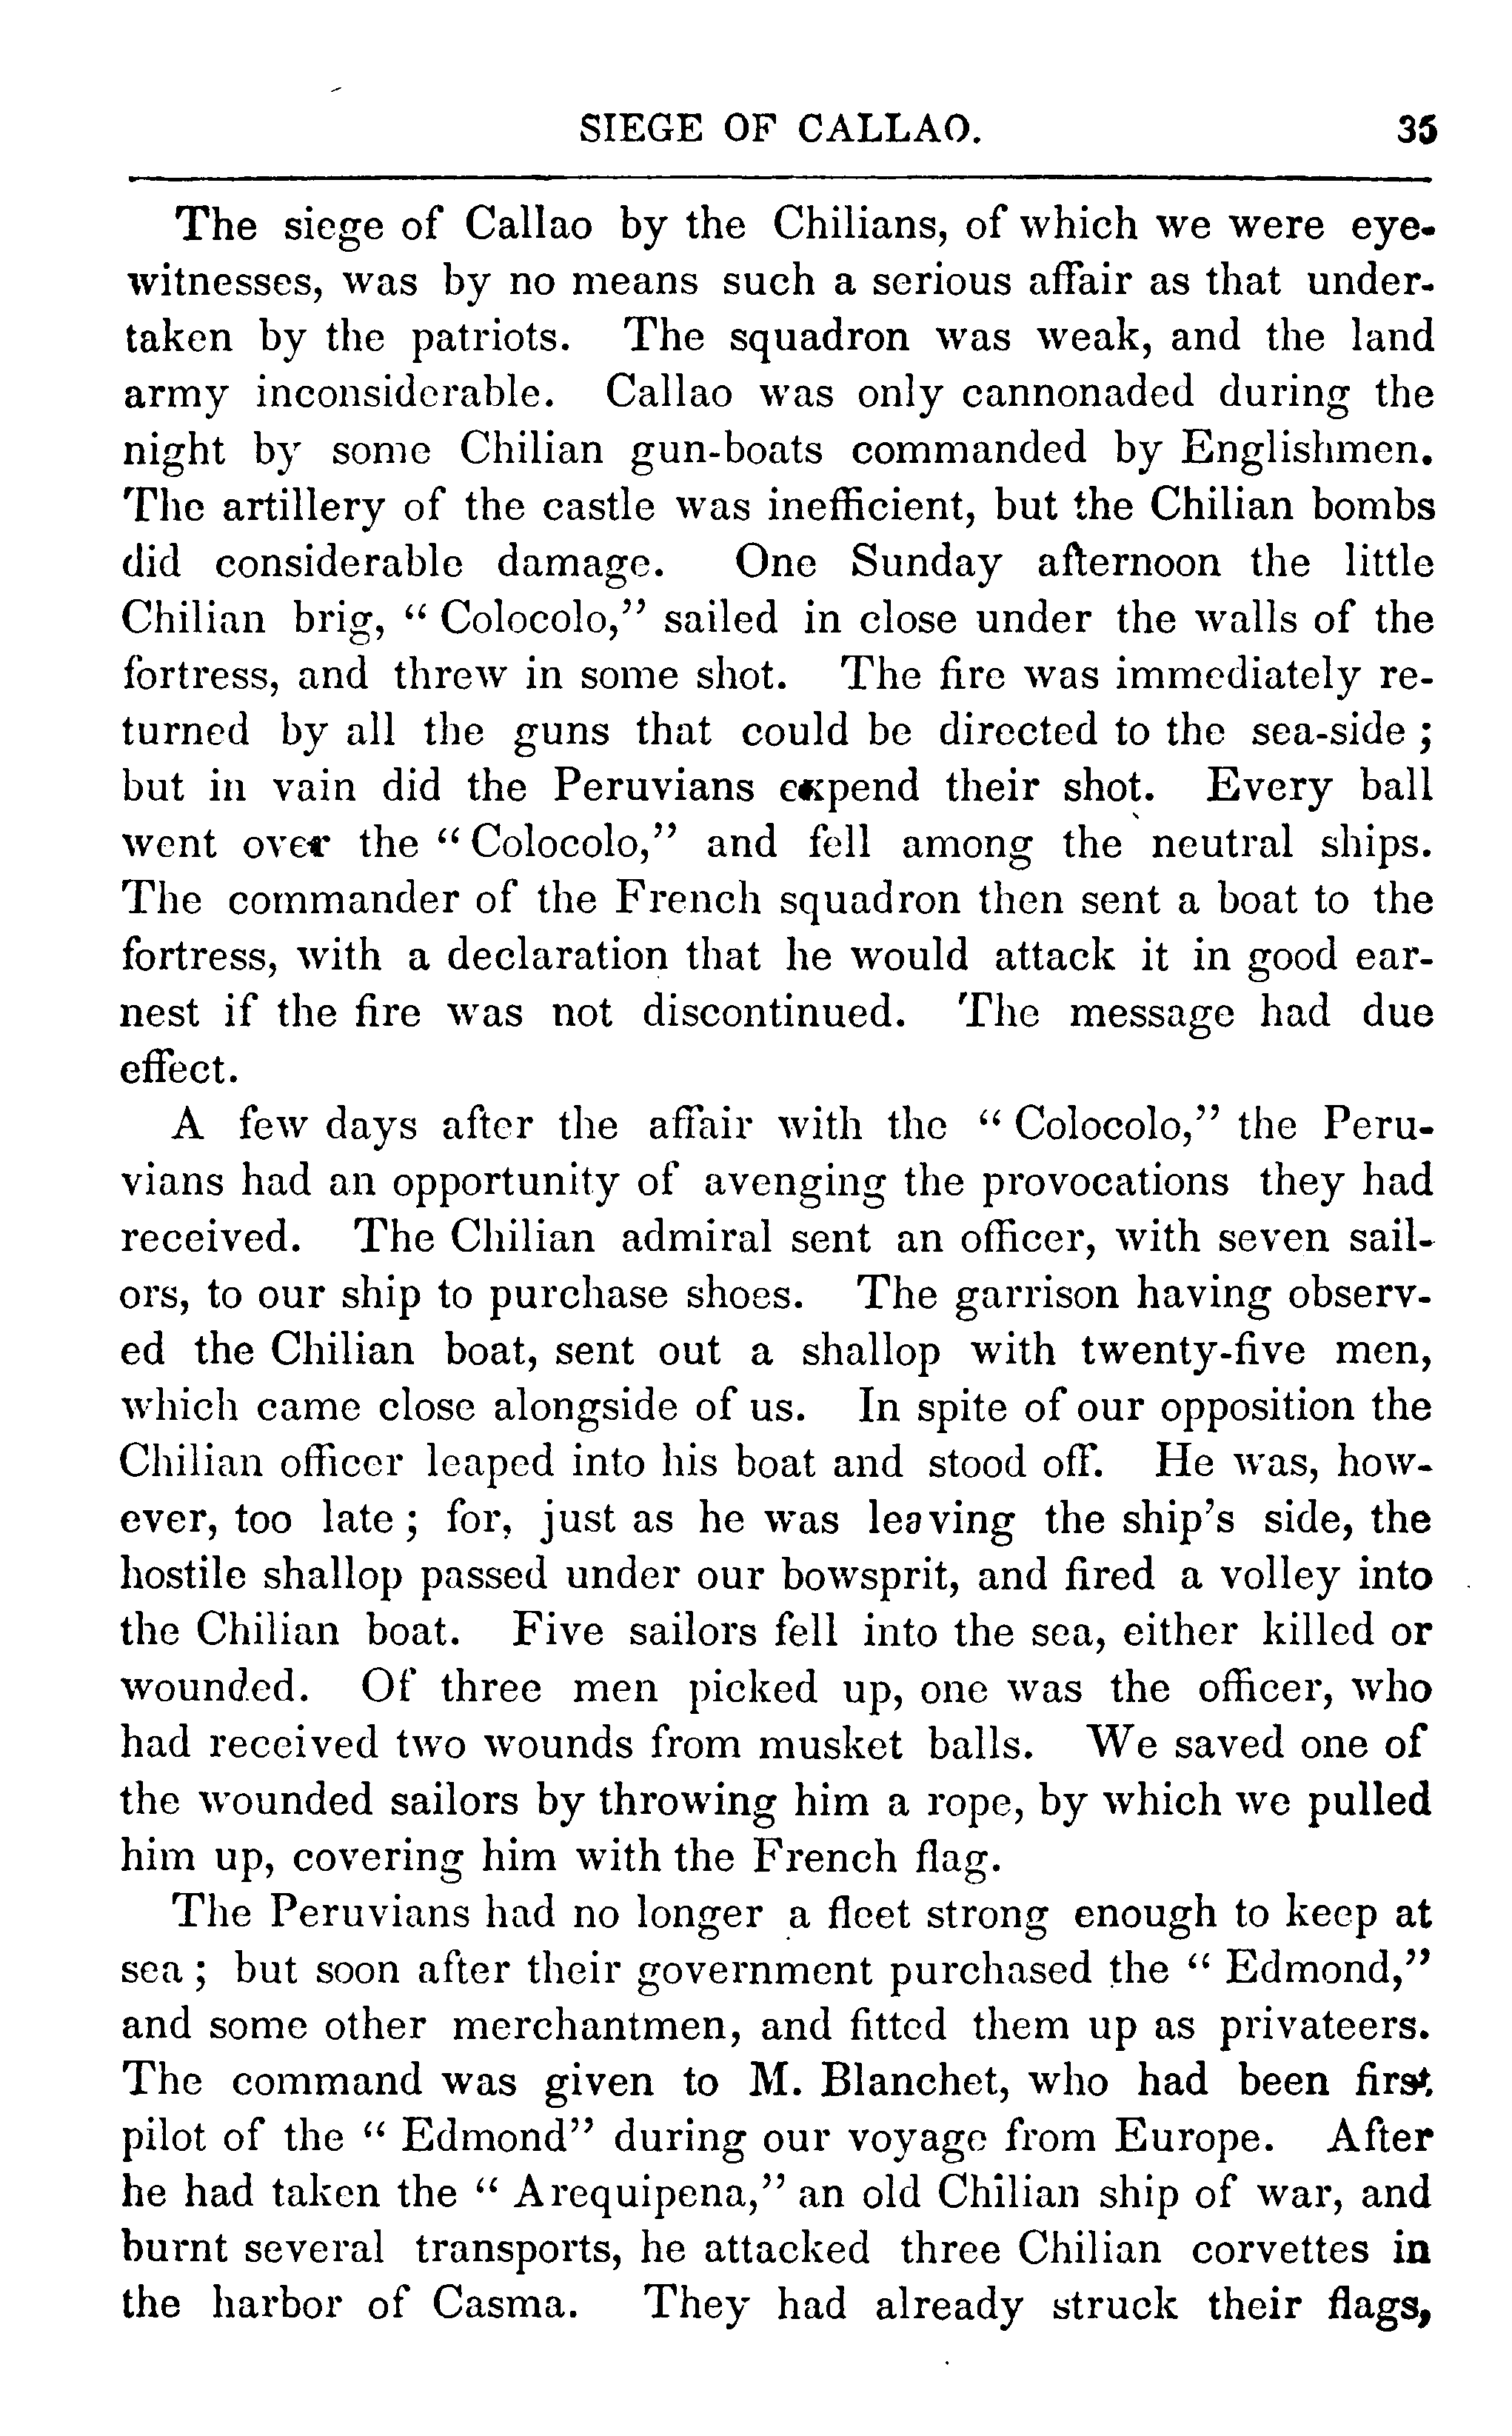 SIEGE OF CALLAO. 35
The siege of Callao by the Chilians, of which we were eye-
witnesses, was by no means such a serious affair as that under-
taken by the patriots. The squadron was weak, and the land
army inconsiderable. Callao was only cannonaded during the
night by some Chilian gun-boats commanded by Englishmen.
The artillery of the castle was inefficient, but the Chilian bombs
did considerable damage. One Sunday afternoon the little
Chilian brig, “Colocolo,” sailed in close under the walls of the
fortress, and threw in some shot. The fire was immediately re-
turned by all the guns that could be directed to the sea-side;
but in vain did the Peruvians expend their shot. Every ball
went over the “Colocolo,” and fell among the neutral ships.
The commander of the French squadron then sent a boat to the
fortress, with a declaration that he would attack it in good ear-
nest if the fire was not discontinued. The message had due
effect.
A few days after the affair with the “Colocolo,” the Peru-
vians had an opportunity of avenging the provocations they had
received. The Chilian admiral sent an officer, with seven sail-
ors, to our ship to purchase shoes. The garrison having observ-
ed the Chilian boat, sent out a shallop with twenty-five men,
which came close alongside of us. In spite of our opposition the
Chilian officer leaped into his boat and stood off. He was, how-
ever, too late; for, just as he was leaving the ship's side, the
hostile shallop passed under our bowsprit, and fired a volley into
the Chilian boat. Five sailors fell into the sea, either killed or
wounded. Of three men picked up, one was the officer, who
had received two wounds from musket balls. We saved one of
the wounded sailors by throwing him a rope, by which we pulled
him up, covering him with the French flag.
The Peruvians had no longer a fleet strong enough to keep at
sea; but soon after their government purchased the “Edmond,”
and some other merchantmen, and fitted them up as privateers.
The command was given to M. Blanchet, who had been first
pilot of the “Edmond” during our voyage from Europe. After
he had taken the “Arequipena,” an old Chilian ship of war, and
burnt several transports, he attacked three Chilian corvettes in
the harbor of Casma. They had already struck their flags,